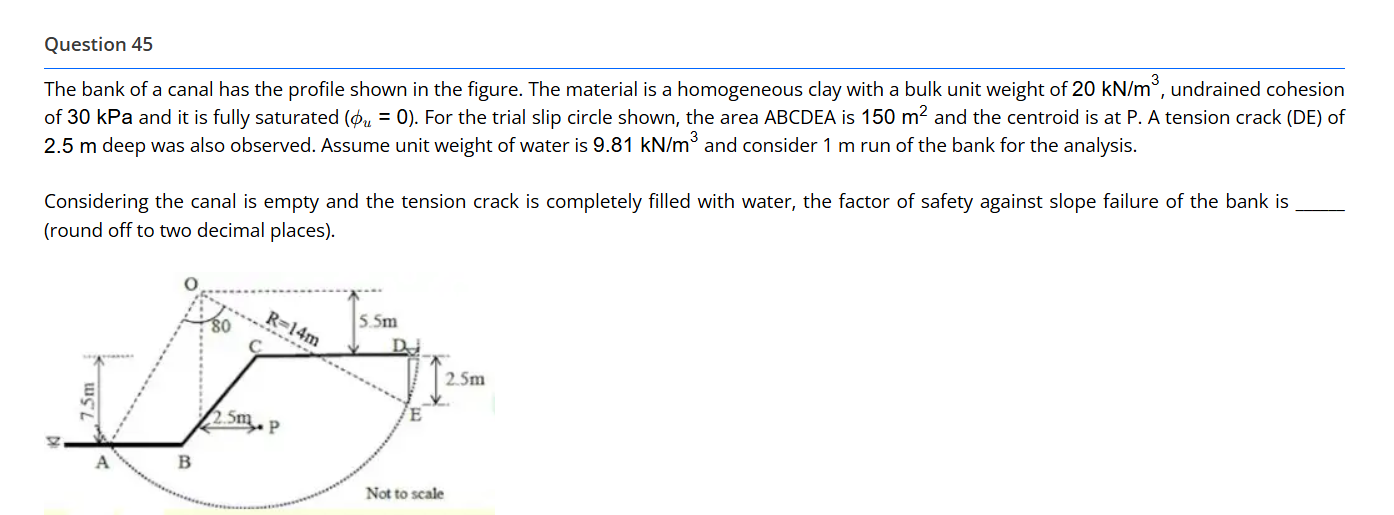 Question 45
The bank of a canal has the profile shown in the figure. The material is a homogeneous clay with a bulk unit weight of 20 kN/m³, undrained cohesion
of 30 kPa and it is fully saturated (ϕᵤ = 0). For the trial slip circle shown, the area ABCDEA is 150 m² and the centroid is at P. A tension crack (DE) of
2.5 m deep was also observed. Assume unit weight of water is 9.81 kN/m³ and consider 1 m run of the bank for the analysis.
Considering the canal is empty and the tension crack is completely filled with water, the factor of safety against slope failure of the bank is _____
(round off to two decimal places).
O
80
R=14m
5.5m
C
D
7.5m
2.5m
2.5m
P
E
A
B
Not to scale